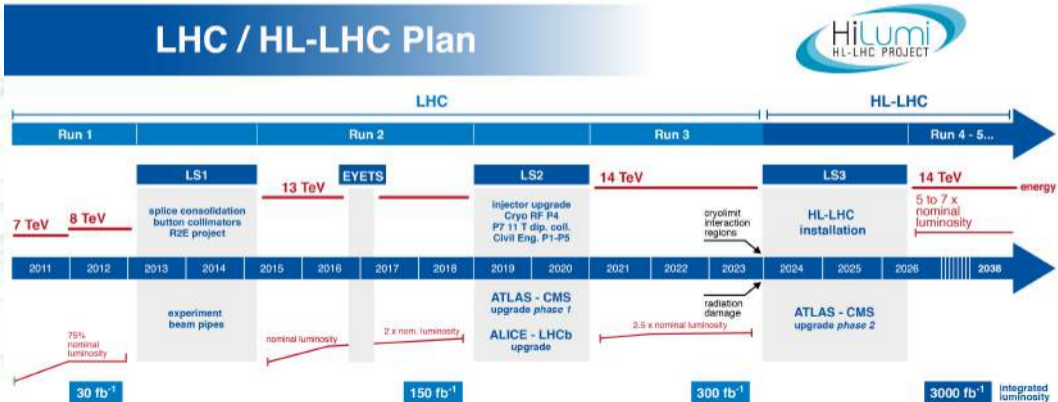 LHC / HL-LHC Plan
HiLumi
HL-LHC PROJECT
LHC
HL-LHC
Run 1
Run 2
Run 3
Run 4 - 5...
LS1
EYETS
LS2
LS3
7 TeV
8 TeV
13 TeV
14 TeV
14 TeV
energy
splice consolidation
button collimators
R2E project
injector upgrade
Cryo RF P4
P7 11 T dip. coll.
Civil Eng. P1-P5
cryolimit
interaction
regions
HL-LHC
installation
5 to 7 x
nominal
luminosity
2011
2012
2013
2014
2015
2016
2017
2018
2019
2020
2021
2022
2023
2024
2025
2026
2038
experiment
beam pipes
ATLAS - CMS
upgrade phase 1
ALICE - LHCb
upgrade
radiation
damage
ATLAS - CMS
upgrade phase 2
75%
nominal
luminosity
nominal luminosity
2 x nom. luminosity
2.5 x nominal luminosity
30 fb⁻¹
150 fb⁻¹
300 fb⁻¹
3000 fb⁻¹
integrated
luminosity